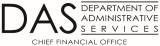 DAS DEPARTMENT OF
ADMINISTRATIVE
SERVICES
CHIEF FINANCIAL OFFICE